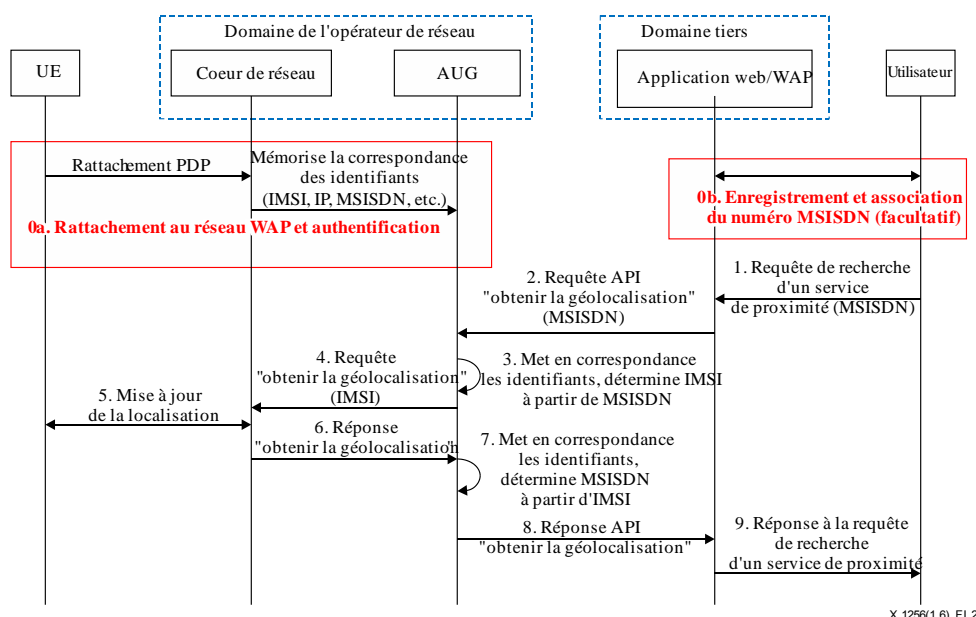 Domaine de l'opérateur de réseau
Domaine tiers
UE
Coeur de réseau
AUG
Application web/WAP
Utilisateur
Rattachement PDP
Mémorise la correspondance
des identifiants
(IMSI, IP, MSISDN, etc.)
0a. Rattachement au réseau WAP et authentification
0b. Enregistrement et association
du numéro MSISDN (facultatif)
1. Requête de recherche
d'un service
de proximité (MSISDN)
2. Requête API
"obtenir la géolocalisation"
(MSISDN)
3. Met en correspondance
les identifiants, détermine IMSI
à partir de MSISDN
4. Requête
"obtenir la géolocalisation"
(IMSI)
5. Mise à jour
de la localisation
6. Réponse
"obtenir la géolocalisation"
7. Met en correspondance
les identifiants,
détermine MSISDN
à partir d'IMSI
8. Réponse API
"obtenir la géolocalisation"
9. Réponse à la requête
de recherche
d'un service de proximité
X.1256(1.6)_FI.2